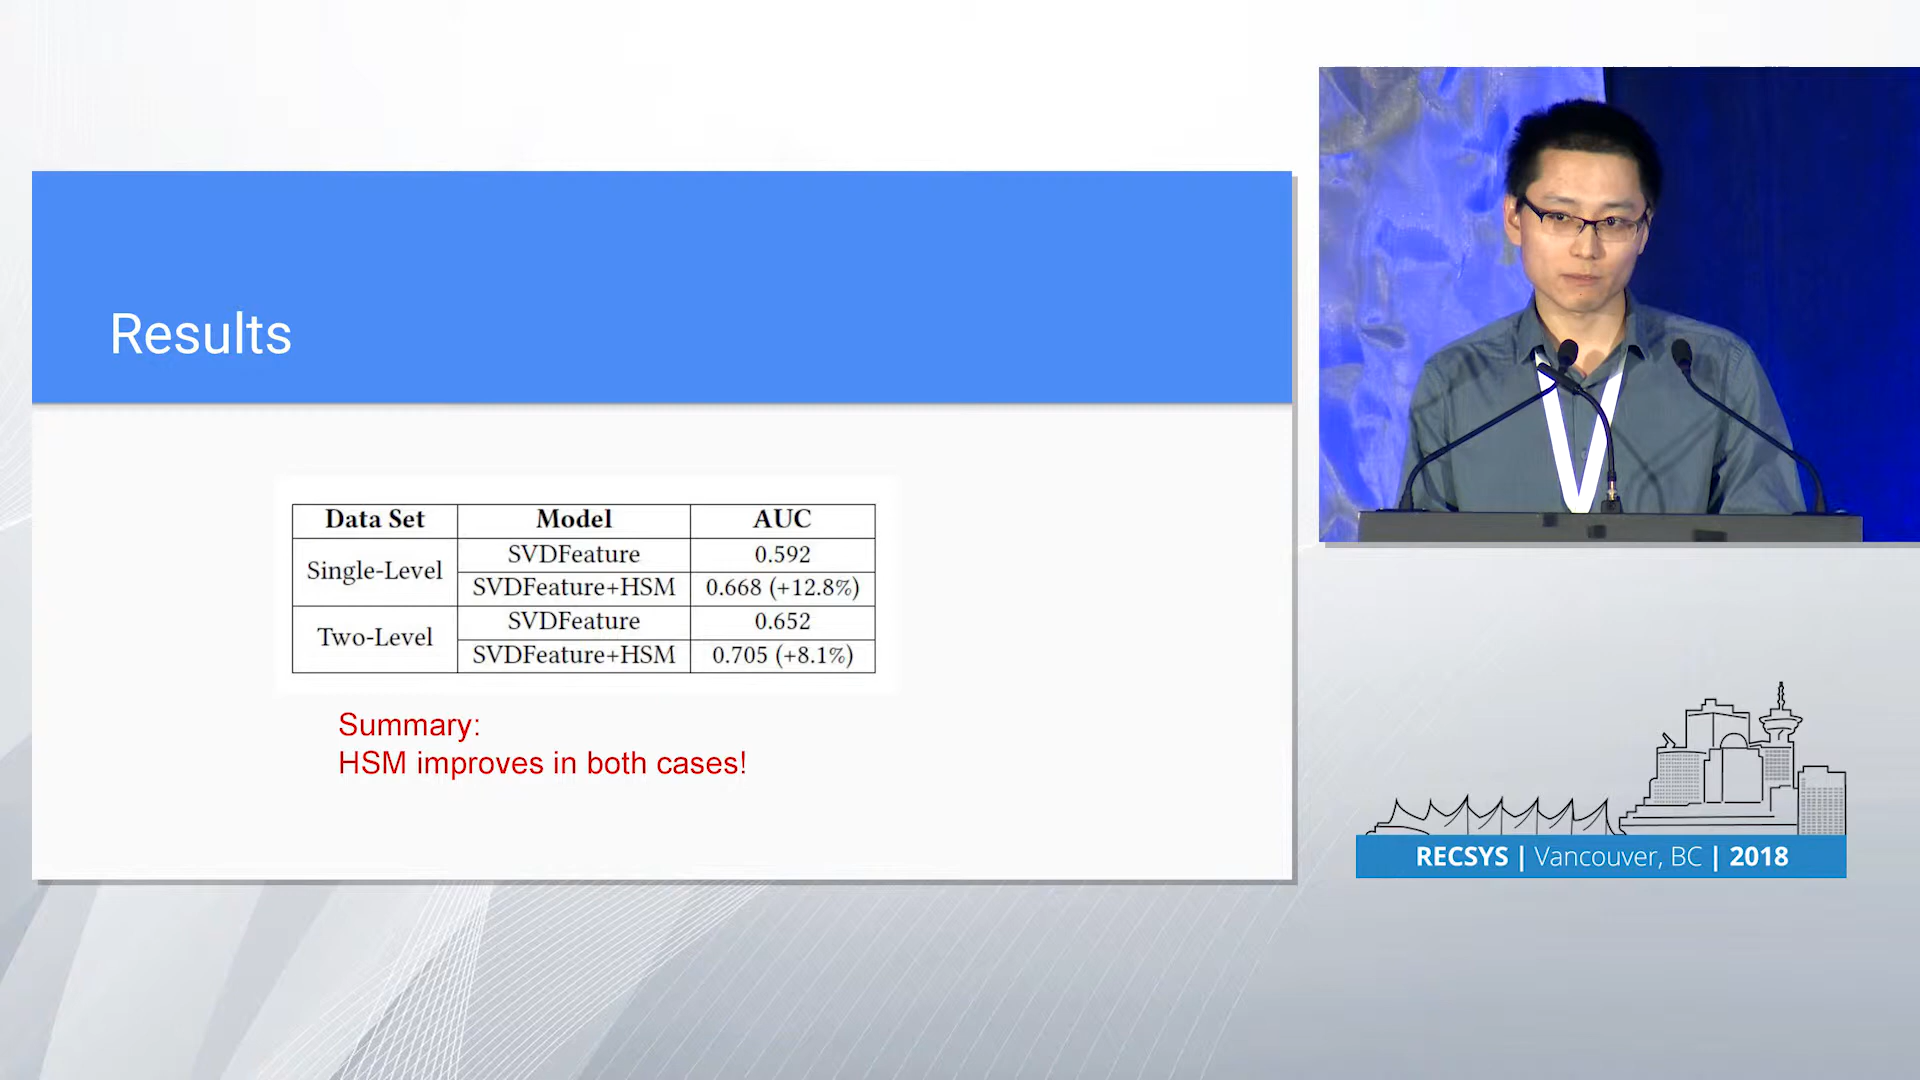 Results
Data Set Model AUC
Single-Level SVDFeature 0.592
SVDFeature+HSM 0.668 (+12.8%)
Two-Level SVDFeature 0.652
SVDFeature+HSM 0.705 (+8.1%)
Summary:
HSM improves in both cases!
RECSYS | Vancouver, BC | 2018